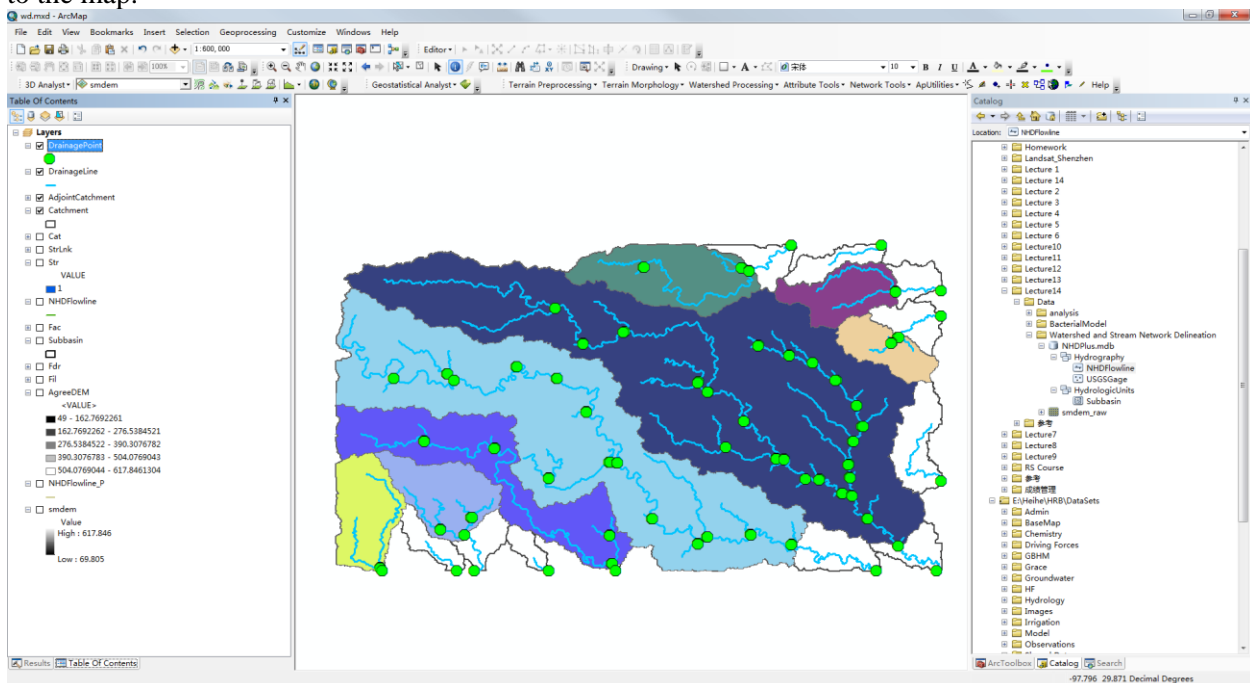 to the map.
wd.mxd - ArcMap
File Edit View Bookmarks Insert Selection Geoprocessing Customize Windows Help
1:600,000
Editor
100%
Drawing
宋体
10
B I U A
3D Analyst
smdem
Geostatistical Analyst
Terrain Preprocessing Terrain Morphology Watershed Processing Attribute Tools Network Tools ApUtilities
Help
Table Of Contents
Layers
DrainagePoint
DrainageLine
AdjointCatchment
Catchment
Cat
StrLnk
Str
VALUE
1
NHDFlowline
Fac
Subbasin
Fdr
Fil
AgreeDEM
<VALUE>
49 - 162.7692261
162.7692262 - 276.5384521
276.5384522 - 390.3076782
390.3076783 - 504.0769043
504.0769044 - 617.8461304
NHDFlowline_P
smdem
Value
High : 617.846
Low : 69.805
Results
Table Of Contents
Catalog
Location:
NHDFlowline
Homework
Landsat_Shenzhen
Lecture 1
Lecture 14
Lecture 2
Lecture 3
Lecture 4
Lecture 5
Lecture 6
Lecture10
Lecture11
Lecture12
Lecture13
Lecture14
Data
analysis
BacterialModel
Watershed and Stream Network Delineation
NHDPlus.mdb
Hydrography
NHDFlowline
USGSGage
HydrologicUnits
Subbasin
smdem_raw
参考
Lecture7
Lecture8
Lecture9
RS Course
参考
成绩管理
E:\Heihe\HRB\DataSets
Admin
BaseMap
Chemistry
Driving Forces
GBHM
Grace
Groundwater
HF
Hydrology
Images
Irrigation
Model
Observations
ArcToolbox
Catalog
Search
-97.796 29.871 Decimal Degrees